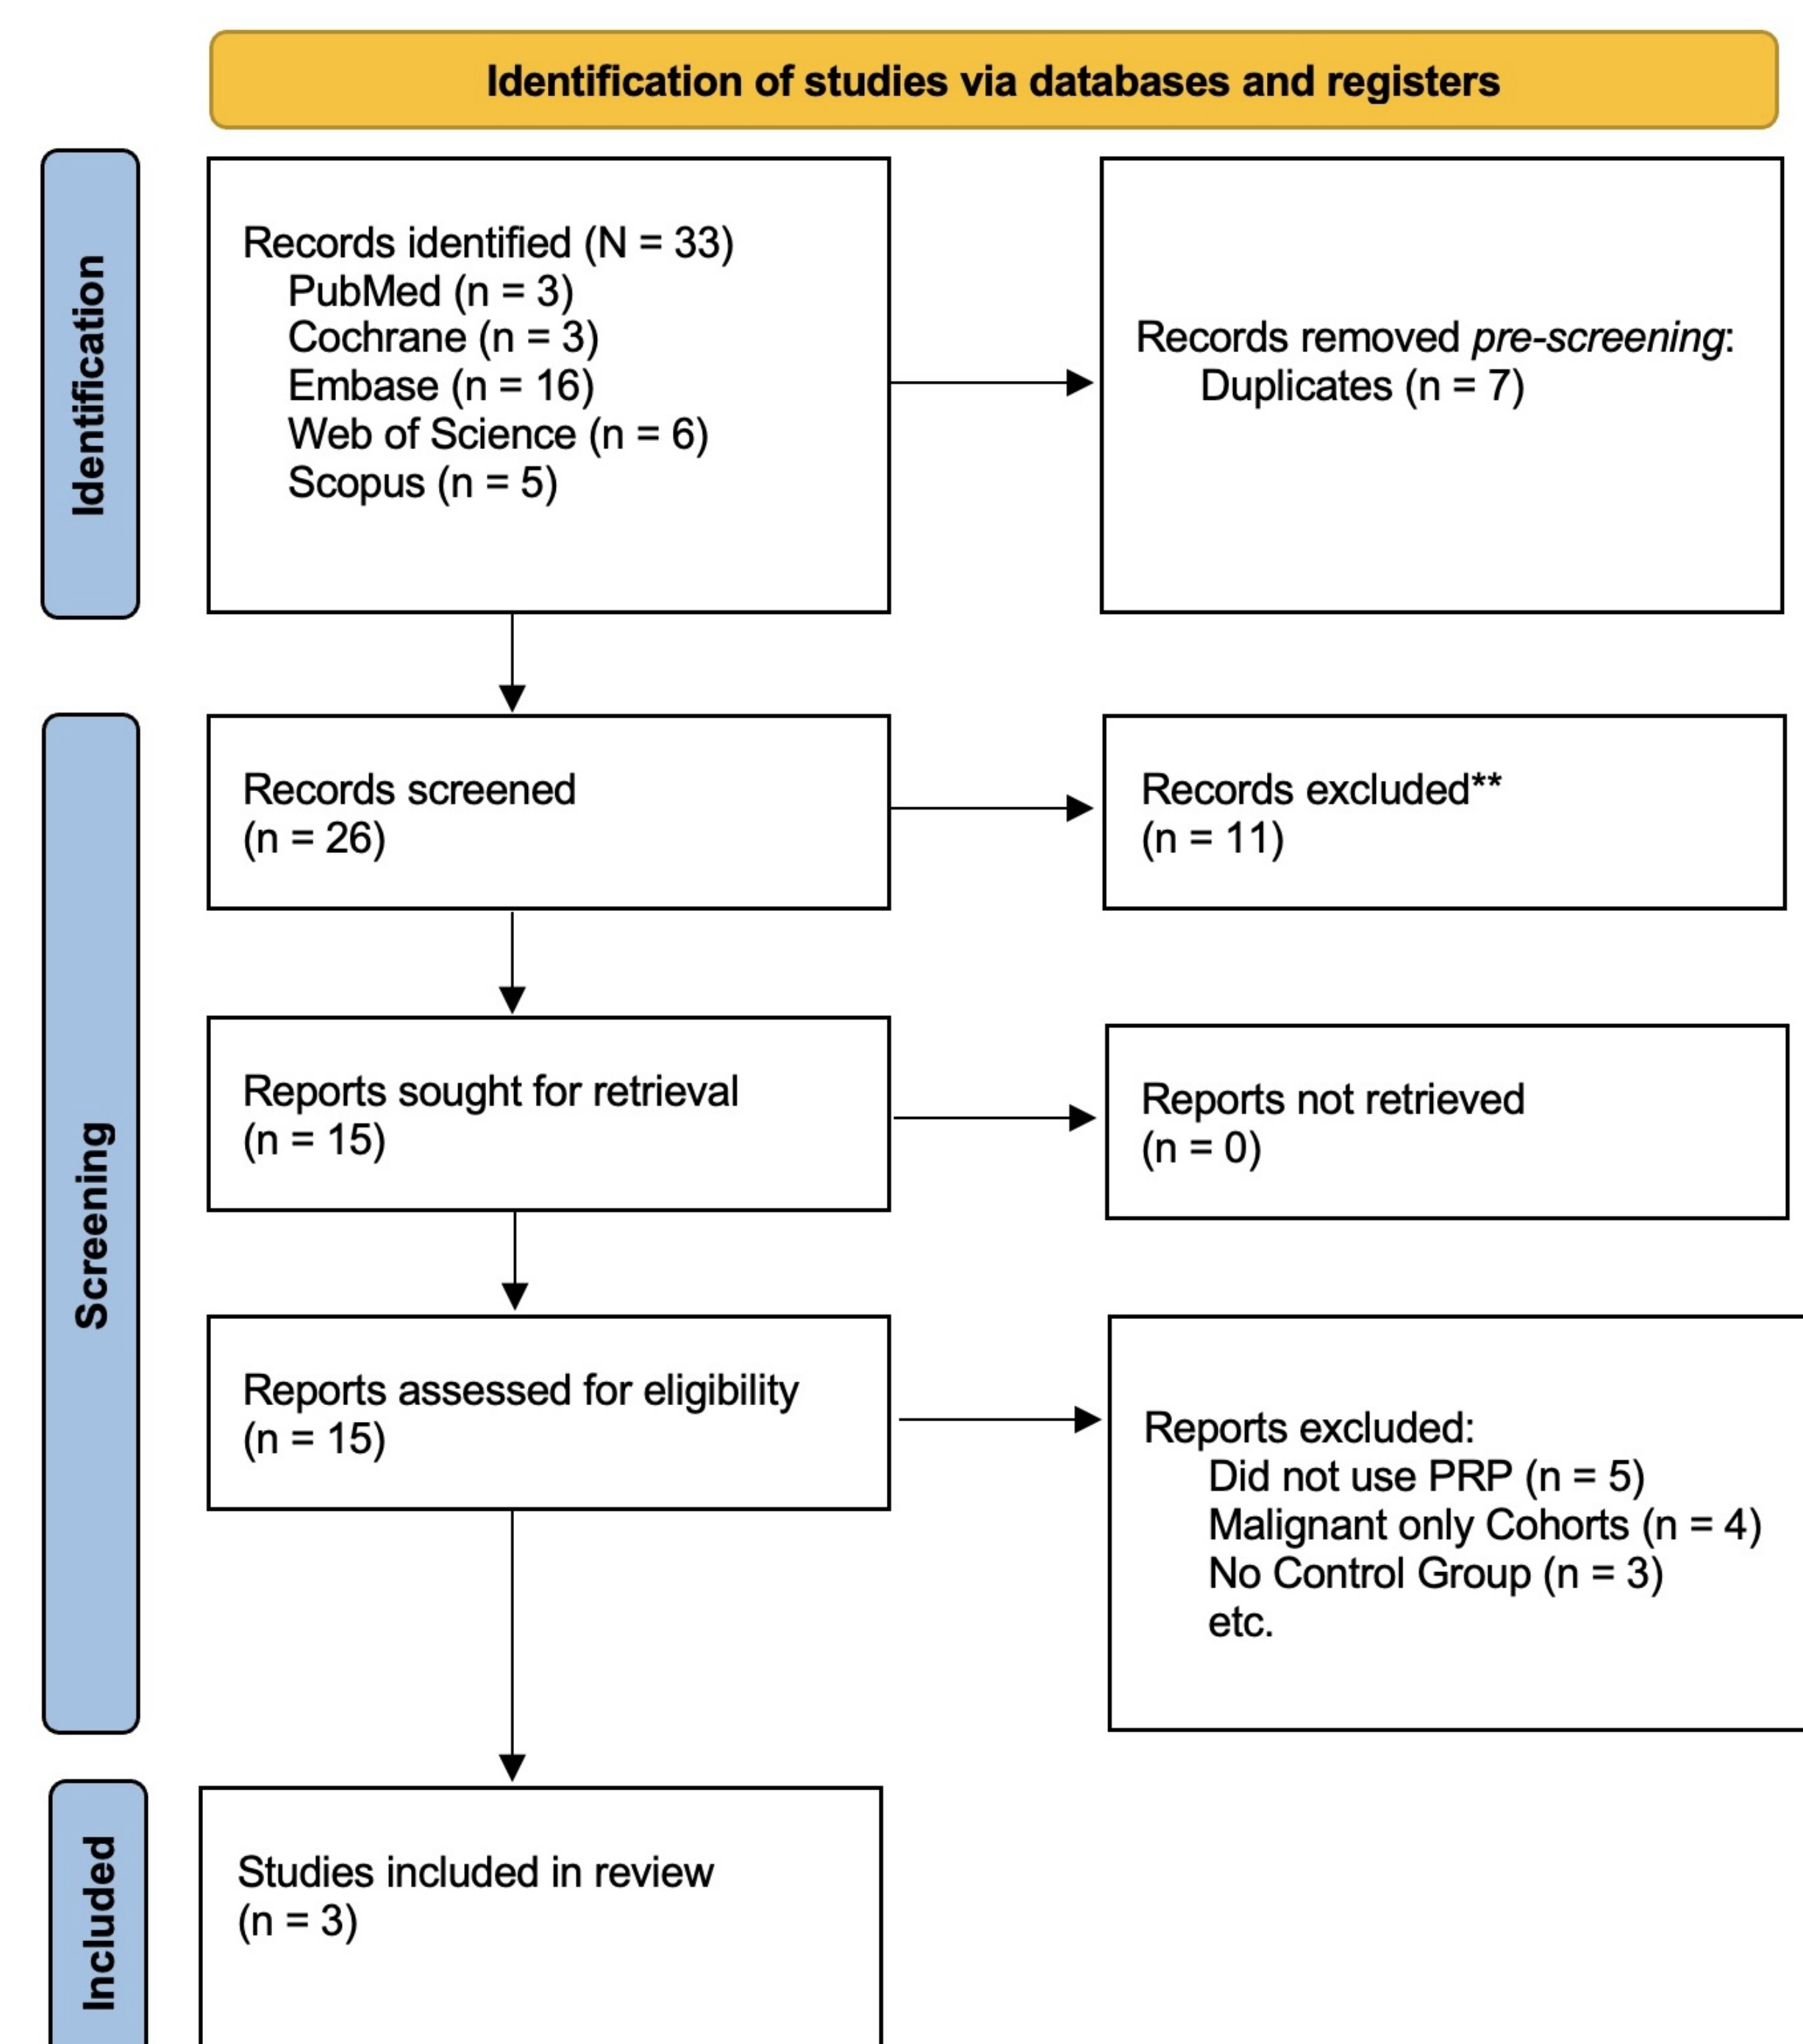 Identification of studies via databases and registers
Identification
Records identified (N = 33)
PubMed (n = 3)
Cochrane (n = 3)
Embase (n = 16)
Web of Science (n = 6)
Scopus (n = 5)
Records removed pre-screening:
Duplicates (n = 7)
Screening
Records screened
(n = 26)
Records excluded**
(n = 11)
Reports sought for retrieval
(n = 15)
Reports not retrieved
(n = 0)
Reports assessed for eligibility
(n = 15)
Reports excluded:
Did not use PRP (n = 5)
Malignant only Cohorts (n = 4)
No Control Group (n = 3)
etc.
Included
Studies included in review
(n = 3)